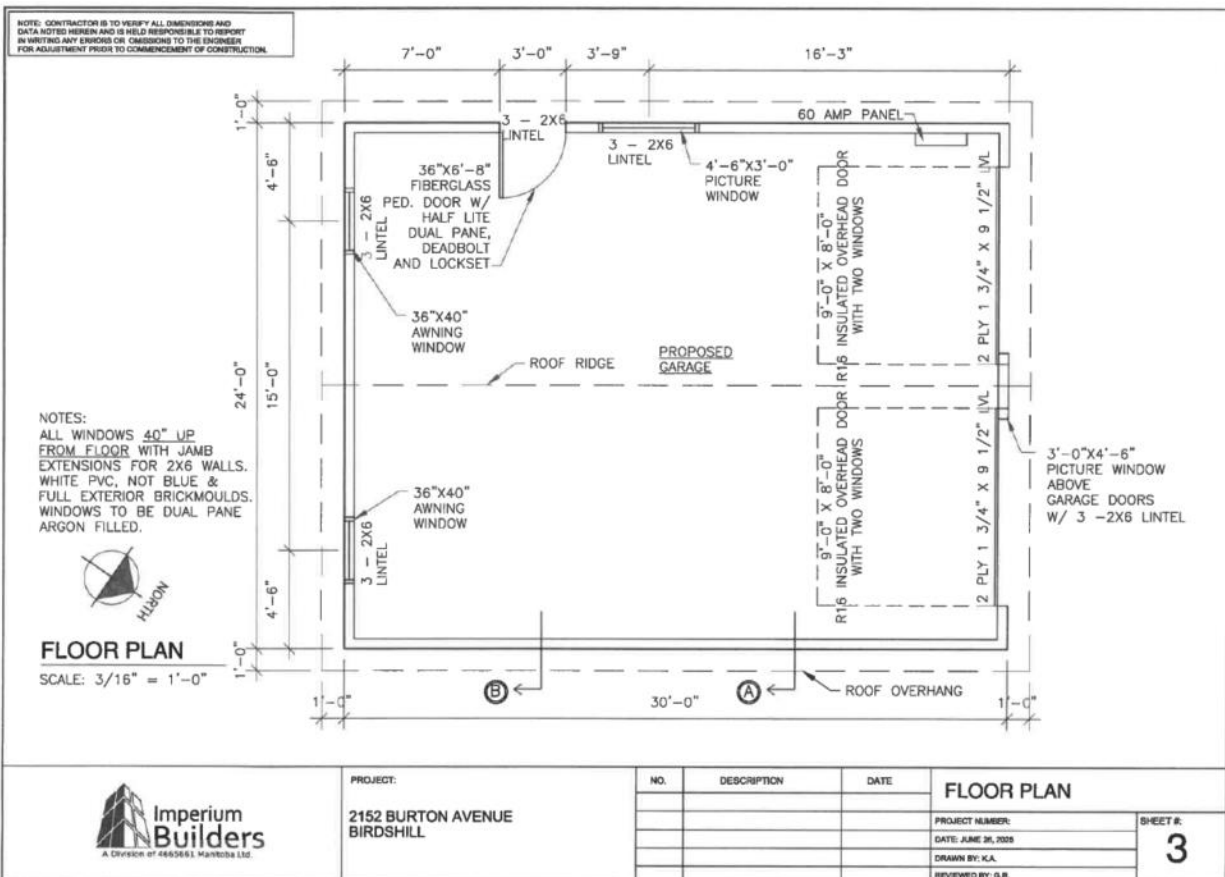 NOTE: CONTRACTOR IS TO VERIFY ALL DIMENSIONS AND
DATA NOTED HEREIN AND IS HELD RESPONSIBLE TO REPORT
IN WRITING ANY ERRORS OR OMISSIONS TO THE ENGINEER
FOR ADJUSTMENT PRIOR TO COMMENCEMENT OF CONSTRUCTION.
7'-0"
3'-0"
3'-9"
16'-3"
1'-0"
4'-6"
24'-0"
15'-0"
4'-6"
1'-0"
3 - 2X6
LINTEL
3 - 2X6
LINTEL
60 AMP PANEL
4'-6"X3'-0"
PICTURE
WINDOW
36"X6'-8"
FIBERGLASS
PED. DOOR W/
HALF LITE
DUAL PANE,
DEADBOLT
AND LOCKSET
3 - 2X6
LINTEL
36"X40"
AWNING
WINDOW
9'-0" X 8'-0"
R16 INSULATED OVERHEAD DOOR
WITH TWO WINDOWS
2 PLY 1 3/4" X 9 1/2" LVL
ROOF RIDGE
PROPOSED
GARAGE
9'-0" X 8'-0"
R16 INSULATED OVERHEAD DOOR
WITH TWO WINDOWS
2 PLY 1 3/4" X 9 1/2" LVL
3'-0"X4'-6"
PICTURE WINDOW
ABOVE
GARAGE DOORS
W/ 3 -2X6 LINTEL
36"X40"
AWNING
WINDOW
3 - 2X6
LINTEL
NOTES:
ALL WINDOWS 40" UP
FROM FLOOR WITH JAMB
EXTENSIONS FOR 2X6 WALLS.
WHITE PVC, NOT BLUE &
FULL EXTERIOR BRICKMOULDS.
WINDOWS TO BE DUAL PANE
ARGON FILLED.
NORTH
FLOOR PLAN
SCALE: 3/16" = 1'-0"
B
A
ROOF OVERHANG
1'-0"
30'-0"
1'-0"
Imperium
Builders
A Division of 4665661 Manitoba Ltd.
PROJECT:
2152 BURTON AVENUE
BIRDSHILL
NO.
DESCRIPTION
DATE
FLOOR PLAN
PROJECT NUMBER:
DATE: JUNE 26, 2025
DRAWN BY: K.A.
REVIEWED BY: G.B.
SHEET #:
3